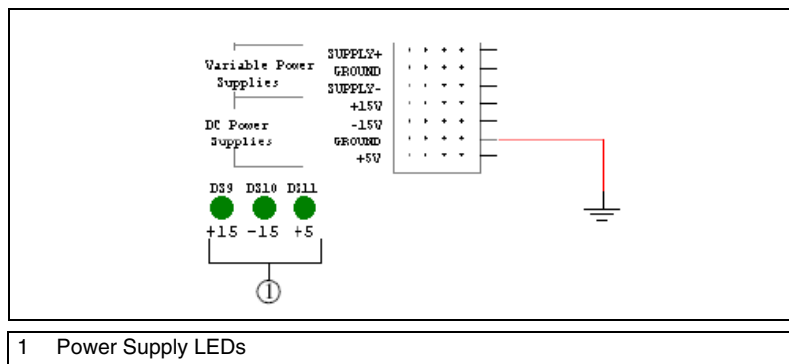 SUPPLY+
Variable Power
Supplies
GROUND
SUPPLY-
+15V
DC Power
Supplies
-15V
GROUND
+5V
DS9 DS10 DS11
+15 -15 +5
1
1 Power Supply LEDs